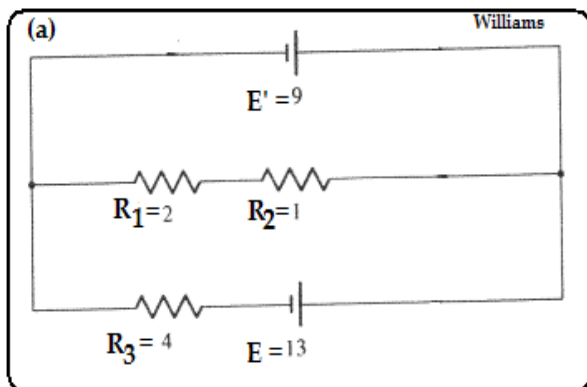 (a) Williams
E' =9
R1=2 R2=1
R3= 4 E =13